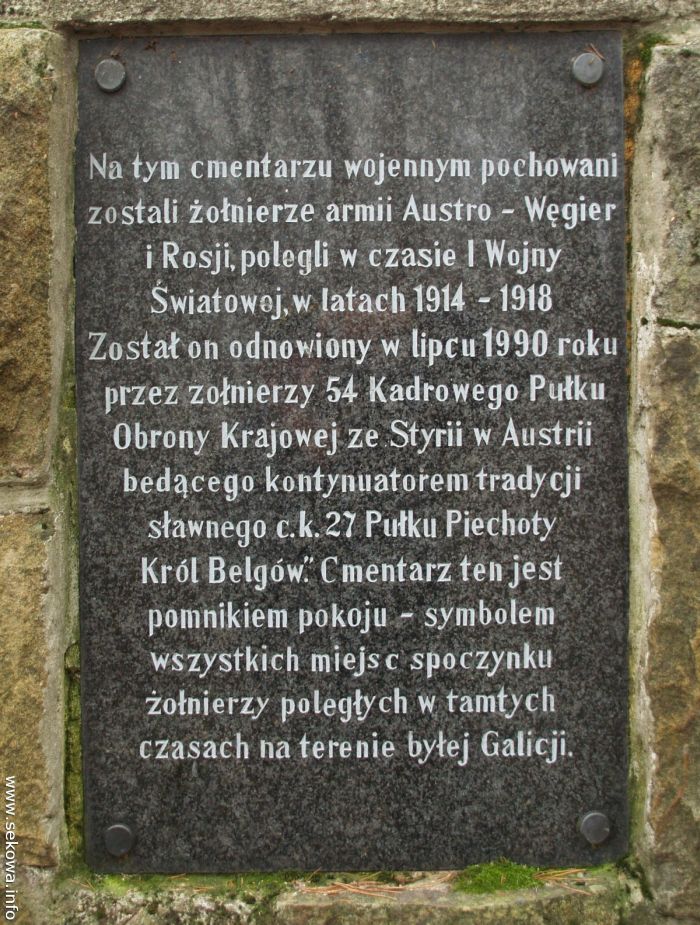 Na tym cmentarzu wojennym pochowani
zostali żołnierze armii Austro - Węgier
i Rosji, polegli w czasie I Wojny
Światowej, w latach 1914 - 1918
Został on odnowiony w lipcu 1990 roku
przez zołnierzy 54 Kadrowego Pułku
Obrony Krajowej ze Styrii w Austrii
bedącego kontynuatorem tradycji
sławnego c.k. 27 Pułku Piechoty
Król Belgów." Cmentarz ten jest
pomnikiem pokoju - symbolem
wszystkich miejsc spoczynku
żołnierzy poległych w tamtych
czasach na terenie byłej Galicji.
www.sekowa.info